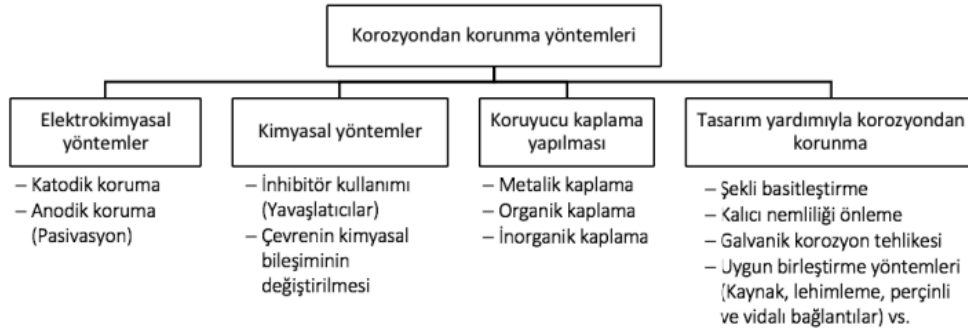 Korozyondan korunma yöntemleri
Elektrokimyasal
yöntemler
– Katodik koruma
– Anodik koruma
(Pasivasyon)
Kimyasal yöntemler
– İnhibitör kullanımı
(Yavaşlatıcılar)
– Çevrenin kimyasal
bileşiminin
değiştirilmesi
Koruyucu kaplama
yapılması
– Metalik kaplama
– Organik kaplama
– İnorganik kaplama
Tasarım yardımıyla korozyondan
korunma
– Şekli basitleştirme
– Kalıcı nemliliği önleme
– Galvanik korozyon tehlikesi
– Uygun birleştirme yöntemleri
(Kaynak, lehimleme, perçinli
ve vidalı bağlantılar) vs.